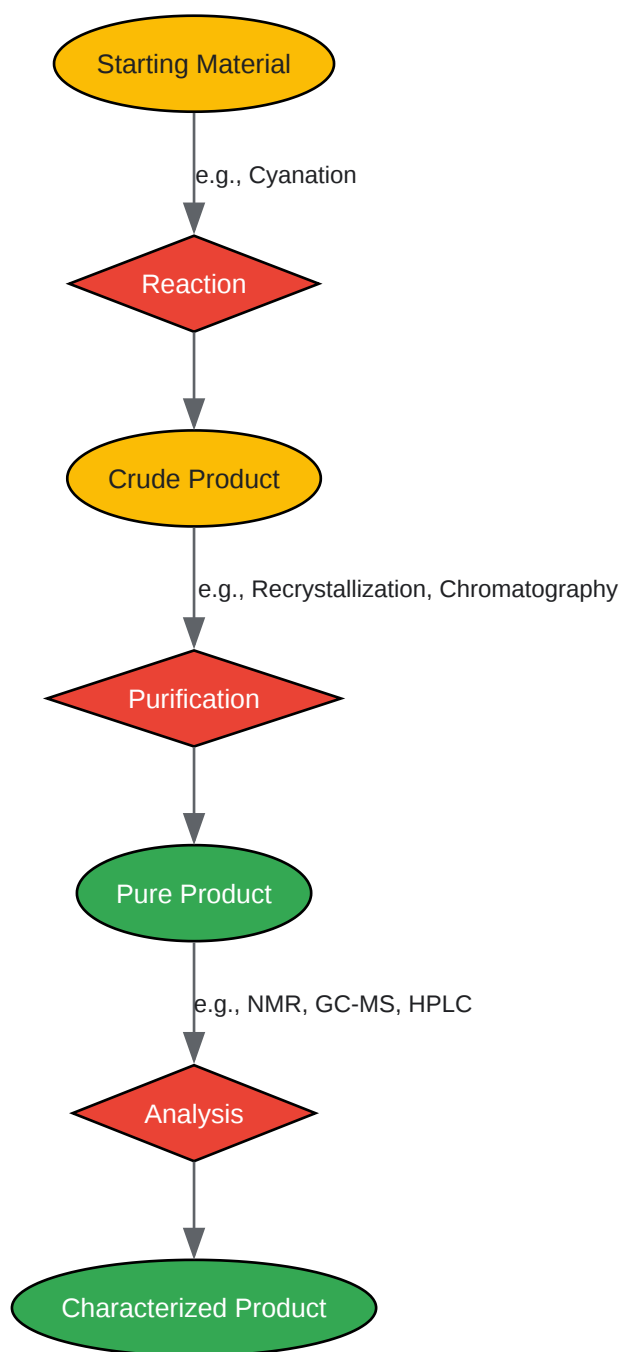 Starting Material
e.g., Cyanation
Reaction
Crude Product
e.g., Recrystallization, Chromatography
Purification
Pure Product
e.g., NMR, GC-MS, HPLC
Analysis
Characterized Product